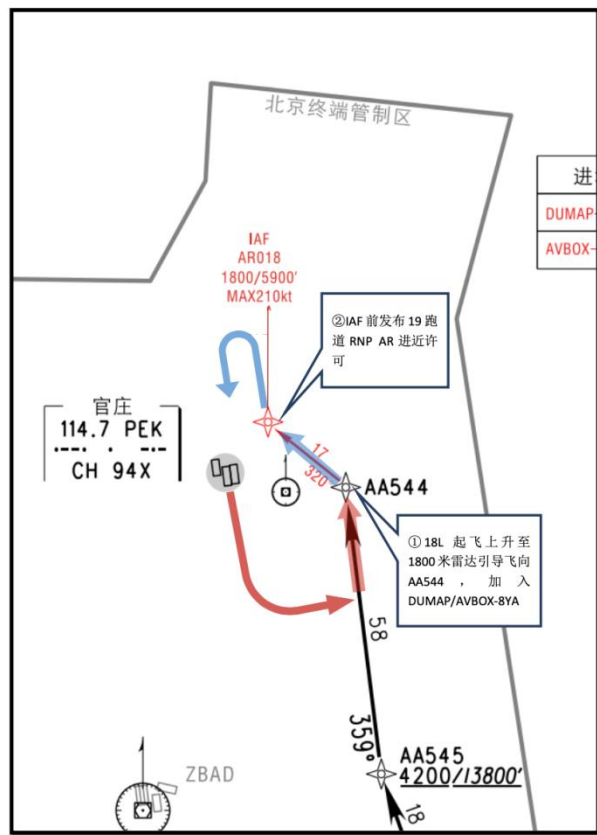 北京终端管制区
进
DUMAP-
AVBOX-
IAF
AR018
1800/5900'
MAX210kt
②IAF 前发布 19 跑
道 RNP AR 进近许
可
官庄
114.7 PEK
·--· · -·-
CH 94X
17
320
AA544
①18L 起飞上升至
1800 米雷达引导飞向
AA544 ， 加入
DUMAP/AVBOX-8YA
58
359°
AA545
4200/13800'
ZBAD
18